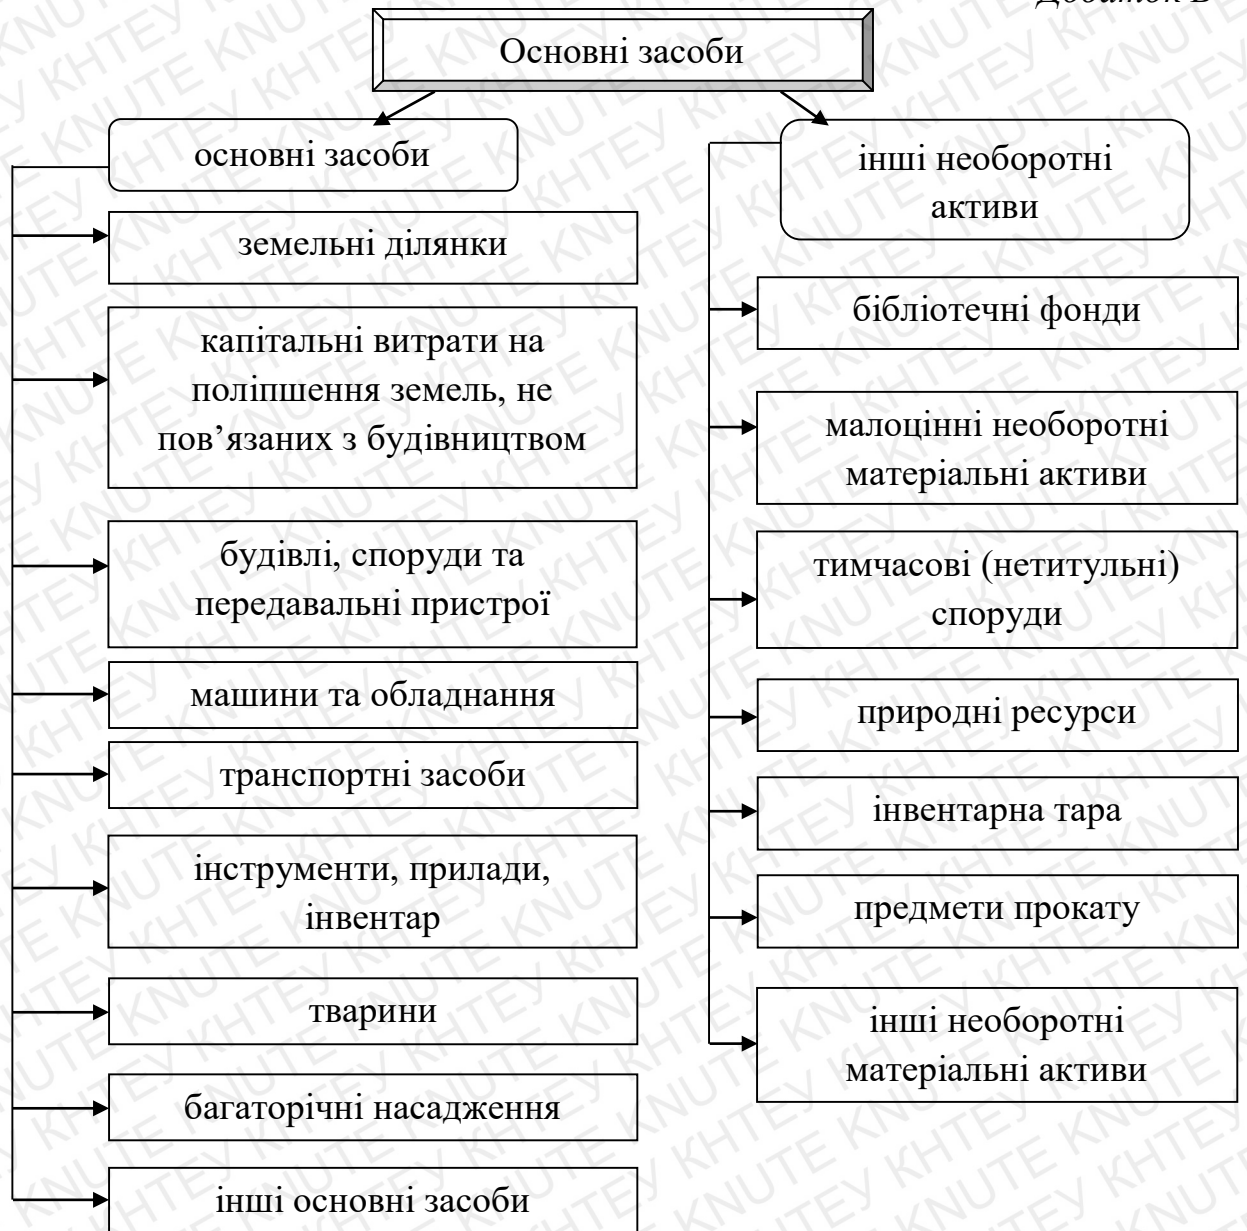 Додаток В
Основні засоби
основні засоби
земельні ділянки
капітальні витрати на
поліпшення земель, не
пов’язаних з будівництвом
будівлі, споруди та
передавальні пристрої
машини та обладнання
транспортні засоби
інструменти, прилади,
інвентар
тварини
багаторічні насадження
інші основні засоби
інші необоротні
активи
бібліотечні фонди
малоцінні необоротні
матеріальні активи
тимчасові (нетитульні)
споруди
природні ресурси
інвентарна тара
предмети прокату
інші необоротні
матеріальні активи